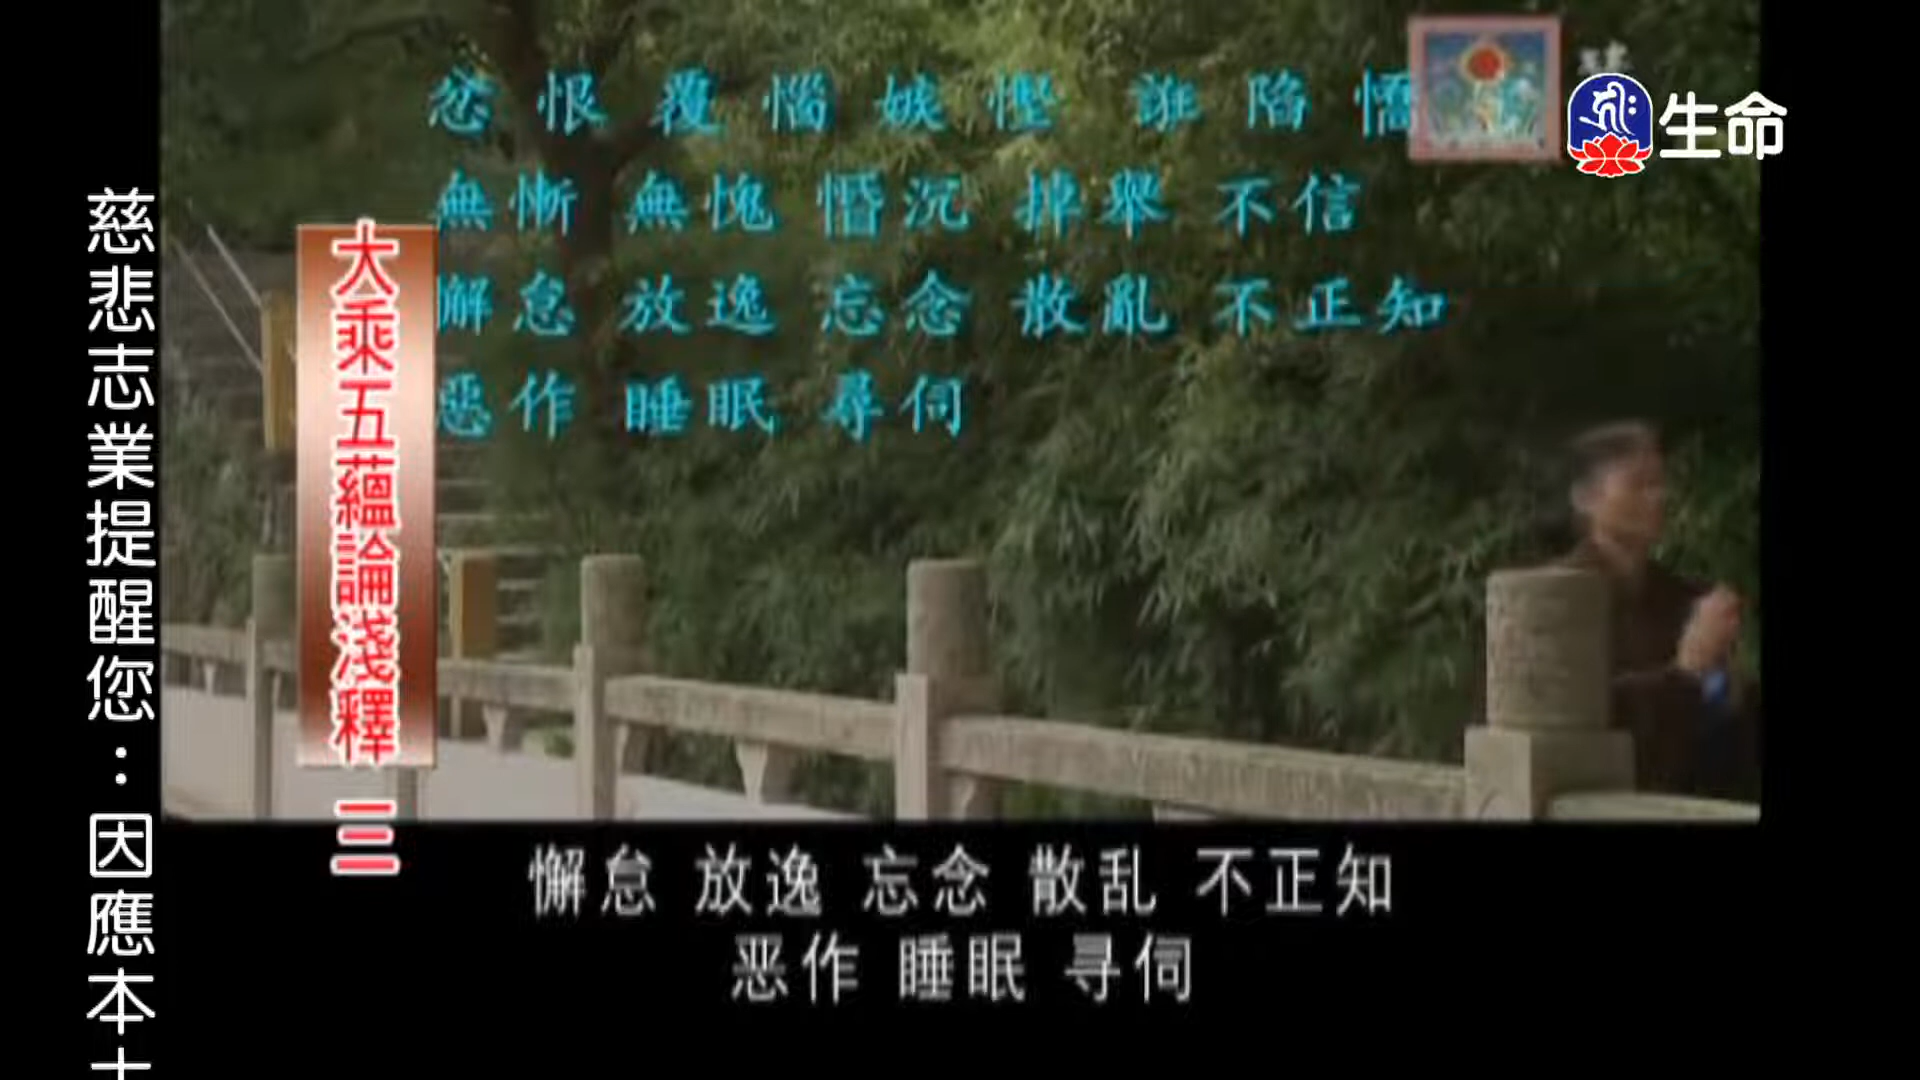 忿 恨 覆 惱 嫉 慳 誑 諂 憍
無慚 無愧 惛沉 掉舉 不信
懈怠 放逸 忘念 散亂 不正知
惡作 睡眠 尋伺
生命
慈悲志業提醒您：因應本土
大乘五蘊論淺釋 三
懈怠 放逸 忘念 散乱 不正知
恶作 睡眠 寻伺